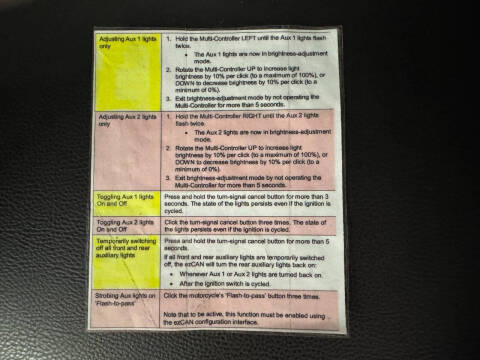 Adjusting Aux 1 lights
only
1. Hold the Multi-Controller LEFT until the Aux 1 lights flash
twice.
• The Aux 1 lights are now in brightness-adjustment
mode.
2. Rotate the Multi-Controller UP to increase light
brightness by 10% per click (to a maximum of 100%), or
DOWN to decrease brightness by 10% per click (to a
minimum of 0%).
3. Exit brightness-adjustment mode by not operating the
Multi-Controller for more than 5 seconds.
Adjusting Aux 2 lights
only
1. Hold the Multi-Controller RIGHT until the Aux 2 lights
flash twice.
• The Aux 2 lights are now in brightness-adjustment
mode.
2. Rotate the Multi-Controller UP to increase light
brightness by 10% per click (to a maximum of 100%), or
DOWN to decrease brightness by 10% per click (to a
minimum of 0%).
3. Exit brightness-adjustment mode by not operating the
Multi-Controller for more than 5 seconds.
Toggling Aux 1 lights
On and Off
Press and hold the turn-signal cancel button for more than 3
seconds. The state of the lights persists even if the ignition is
cycled.
Toggling Aux 2 lights
On and Off
Click the turn-signal cancel button three times. The state of
the lights persists even if the ignition is cycled.
Temporarily switching
off all front and rear
auxiliary lights
Press and hold the turn-signal cancel button for more than 5
seconds.
If all front and rear auxiliary lights are temporarily switched
off, the ezCAN will turn the rear auxiliary lights back on:
• Whenever Aux 1 or Aux 2 lights are turned back on.
• After the ignition switch is cycled.
Strobing Aux lights on
'Flash-to-pass'
Click the motorcycle's 'Flash-to-pass' button three times.
Note that to be active, this function must be enabled using
the ezCAN configuration interface.